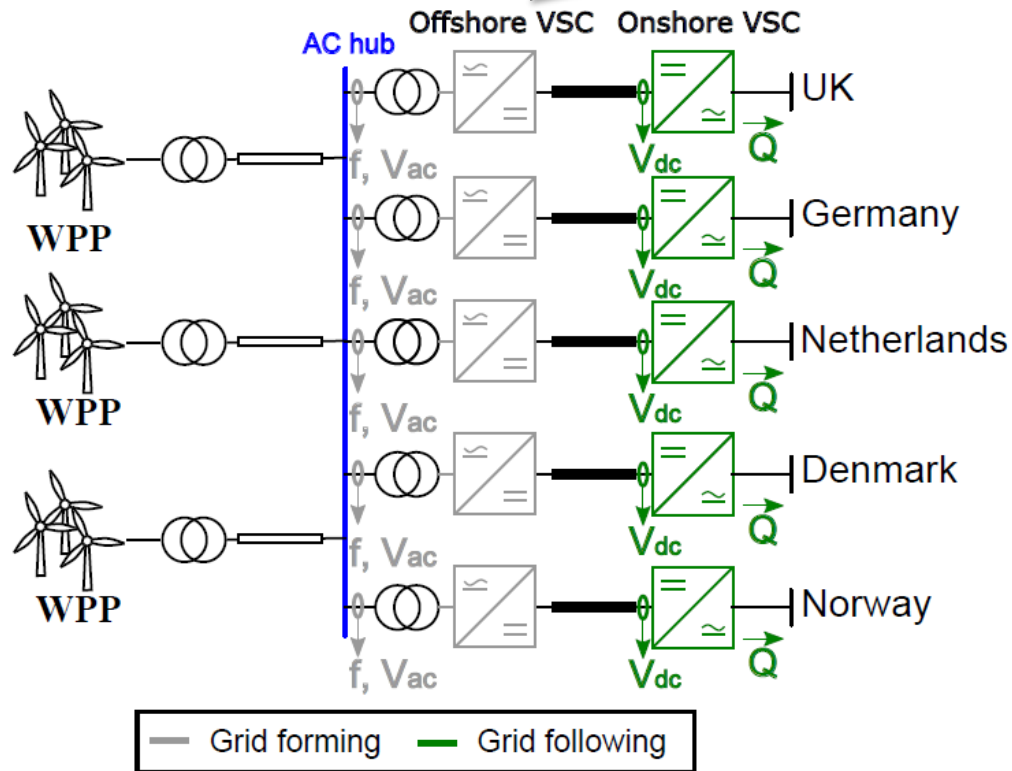 Offshore VSC Onshore VSC
AC hub
UK
f, Vac
Vdc
Q
WPP
Germany
f, Vac
Vdc
Q
Netherlands
WPP
f, Vac
Vdc
Q
Denmark
f, Vac
Vdc
Q
WPP
Norway
f, Vac
Vdc
Q
Grid forming Grid following